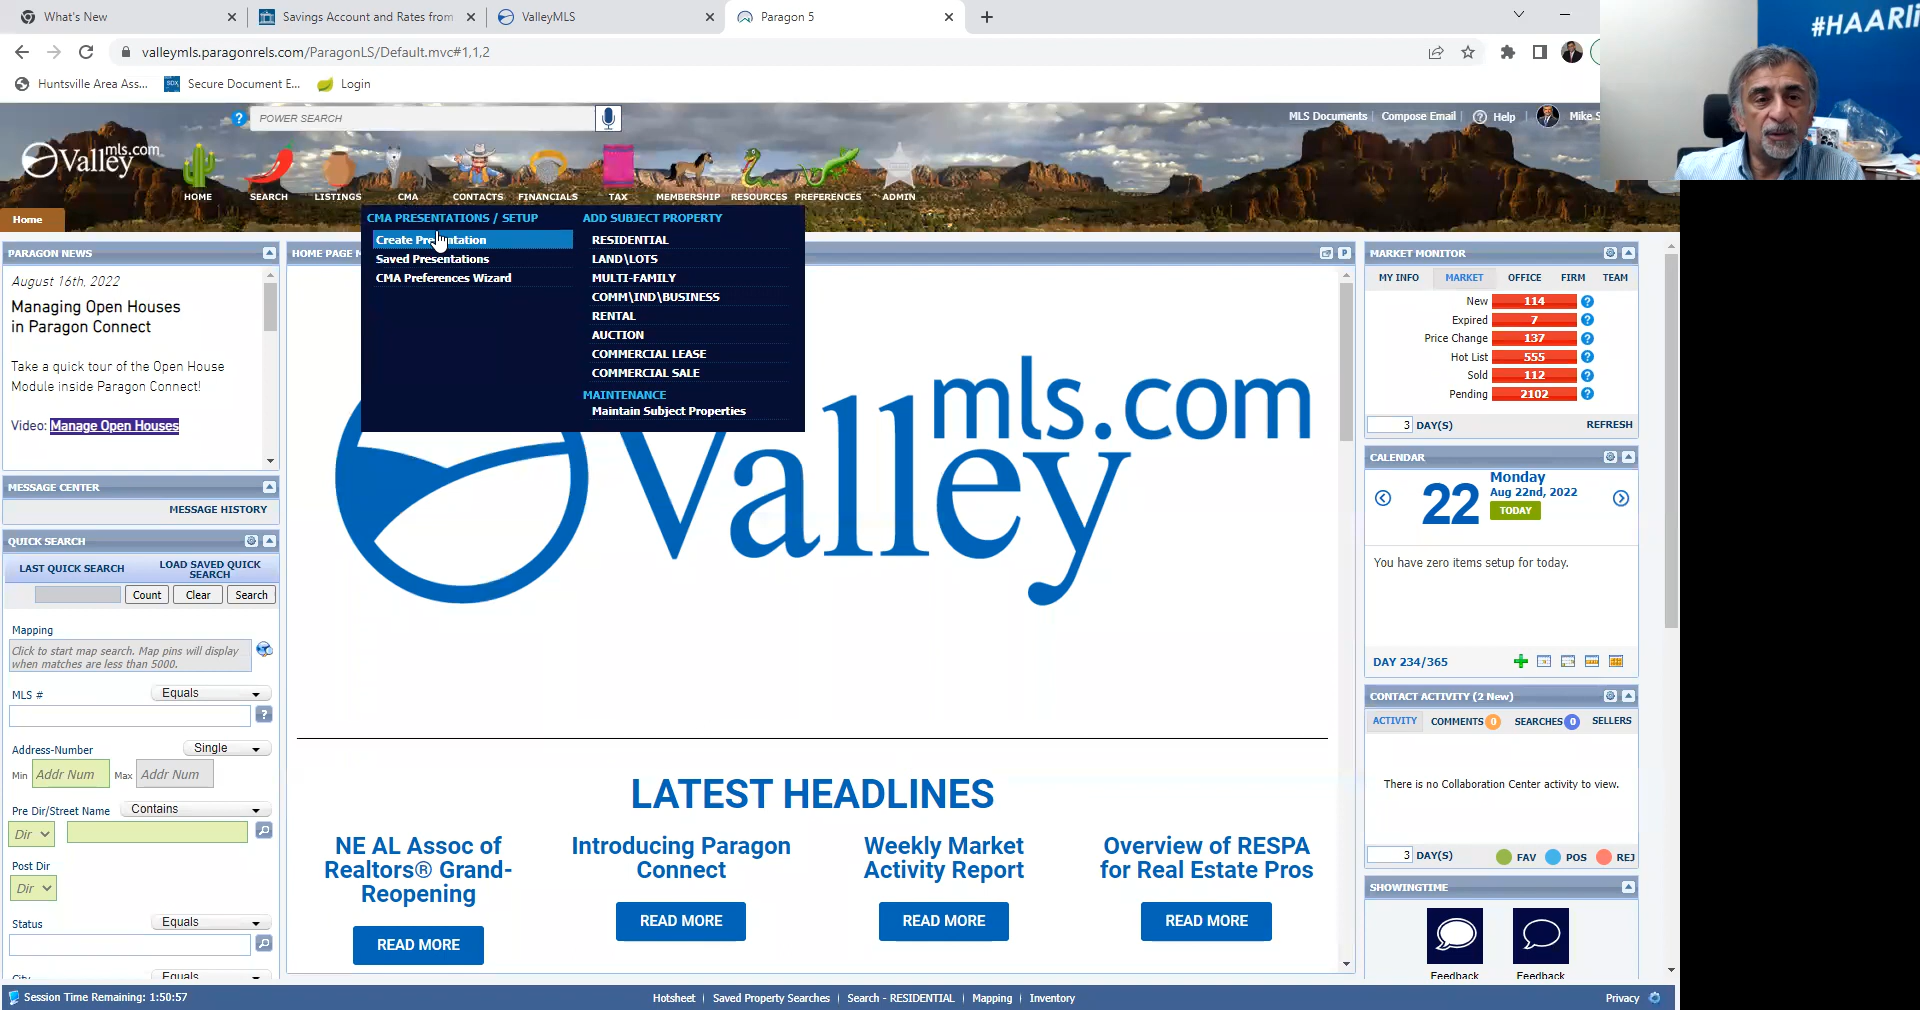 What's New
Savings Account and Rates from
ValleyMLS
Paragon 5
valleymls.paragonrels.com/ParagonLS/Default.mvc#1,1,2
Huntsville Area Ass...
Secure Document E...
Login
#HAARli
POWER SEARCH
MLS Documents
Compose Email
Help
Mike S
Valley mls.com
HOME
SEARCH
LISTINGS
CMA
CONTACTS
FINANCIALS
TAX
MEMBERSHIP
RESOURCES
PREFERENCES
ADMIN
Home
CMA PRESENTATIONS / SETUP
Create Presentation
Saved Presentations
CMA Preferences Wizard
ADD SUBJECT PROPERTY
RESIDENTIAL
LAND\LOTS
MULTI-FAMILY
COMM\IND\BUSINESS
RENTAL
AUCTION
COMMERCIAL LEASE
COMMERCIAL SALE
MAINTENANCE
Maintain Subject Properties
PARAGON NEWS
August 16th, 2022
Managing Open Houses
in Paragon Connect
Take a quick tour of the Open House
Module inside Paragon Connect!
Video: Manage Open Houses
MESSAGE CENTER
MESSAGE HISTORY
QUICK SEARCH
LAST QUICK SEARCH
LOAD SAVED QUICK
SEARCH
Count
Clear
Search
Mapping
Click to start map search. Map pins will display
when matches are less than 5000.
MLS #
Equals
Address-Number
Single
Min
Addr Num
Max
Addr Num
Pre Dir/Street Name
Contains
Dir
Post Dir
Dir
Status
Equals
City
Equals
HOME PAGE M
Valley
mls.com
LATEST HEADLINES
NE AL Assoc of
Realtors® Grand-
Reopening
READ MORE
Introducing Paragon
Connect
READ MORE
Weekly Market
Activity Report
READ MORE
Overview of RESPA
for Real Estate Pros
READ MORE
MARKET MONITOR
MY INFO
MARKET
OFFICE
FIRM
TEAM
New 114
Expired 7
Price Change 137
Hot List 555
Sold 112
Pending 2102
3 DAY(S)
REFRESH
CALENDAR
22
Monday
Aug 22nd, 2022
TODAY
You have zero items setup for today.
DAY 234/365
CONTACT ACTIVITY (2 New)
ACTIVITY
COMMENTS 0
SEARCHES 0
SELLERS
There is no Collaboration Center activity to view.
3 DAY(S)
FAV
POS
REJ
SHOWINGTIME
Feedback
Feedback
Session Time Remaining: 1:50:57
Hotsheet
Saved Property Searches
Search - RESIDENTIAL
Mapping
Inventory
Privacy